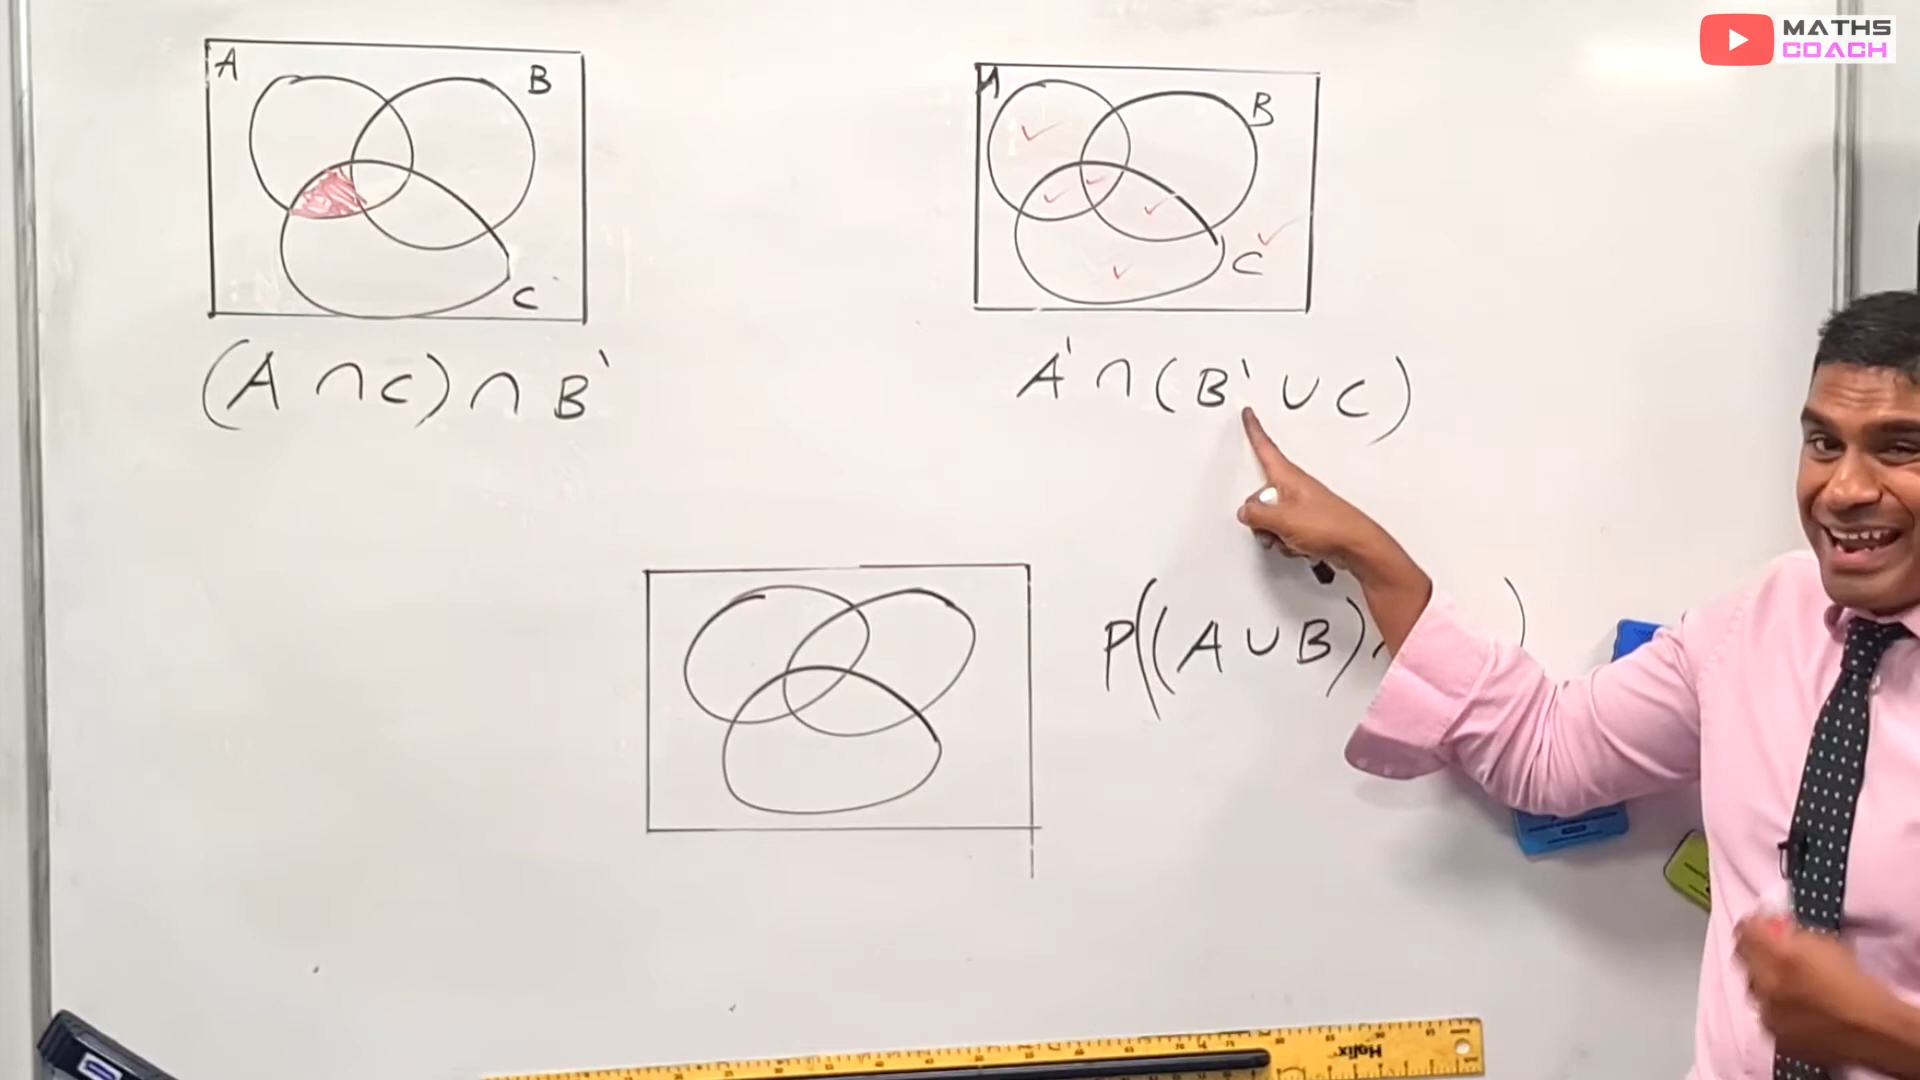 MATHS
COACH
A
B
C
A
B
C
(A ∩ C) ∩ B'
A' ∩ (B' ∪ C)
P((A ∪ B) )
Helix